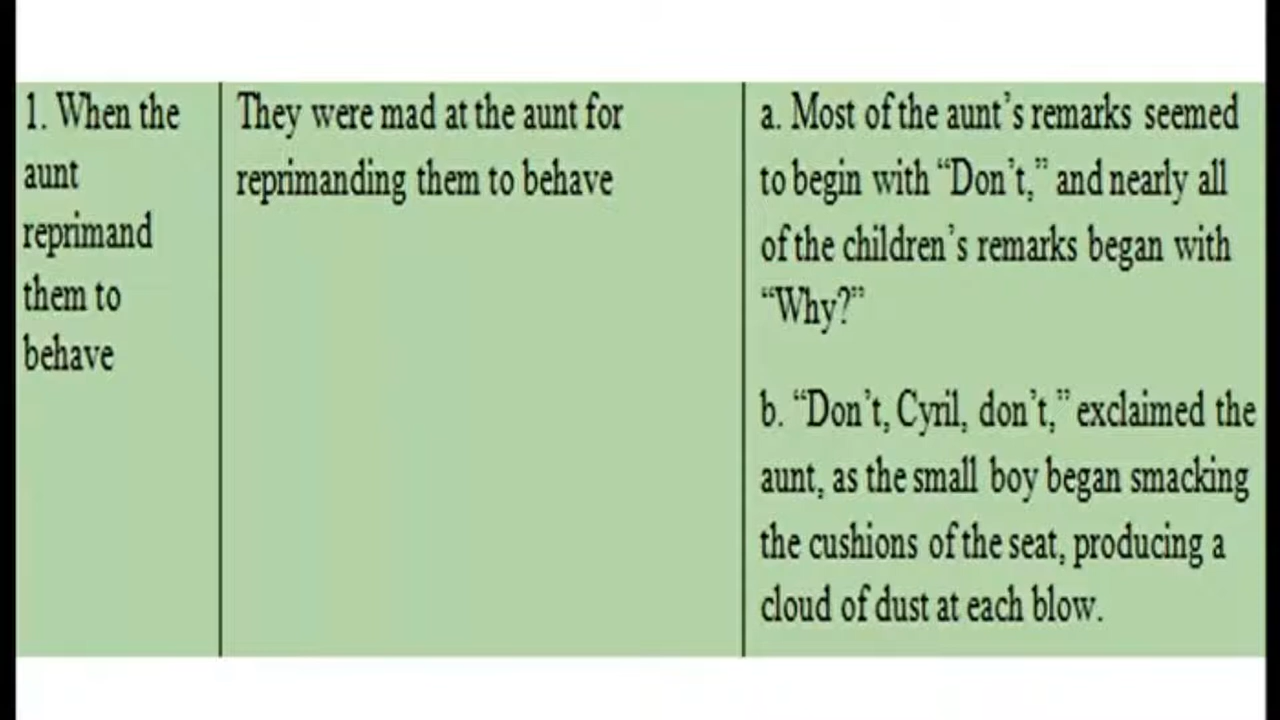 1. When the
aunt
reprimand
them to
behave
They were mad at the aunt for
reprimanding them to behave
a. Most of the aunt’s remarks seemed
to begin with “Don’t,” and nearly all
of the children’s remarks began with
“Why?”
b. “Don’t, Cyril, don’t,” exclaimed the
aunt, as the small boy began smacking
the cushions of the seat, producing a
cloud of dust at each blow.